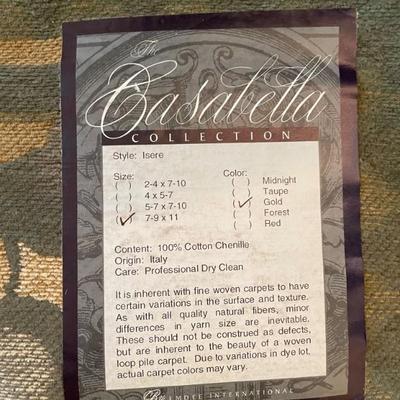 The
Casabella
COLLECTION
Style: Isere
Size: Color:
( ) 2-4 x 7-10 ( ) Midnight
( ) 4 x 5-7 ( ) Taupe
( ) 5-7 x 7-10 (✓) Gold
(✓) 7-9 x 11 ( ) Forest
( ) Red
Content: 100% Cotton Chenille
Origin: Italy
Care: Professional Dry Clean
It is inherent with fine woven carpets to have
certain variations in the surface and texture.
As with all quality natural fibers, minor
differences in yarn size are inevitable.
These should not be construed as defects,
but are inherent to the beauty of a woven
loop pile carpet. Due to variations in dye lot,
actual carpet colors may vary.
By EMDEE INTERNATIONAL